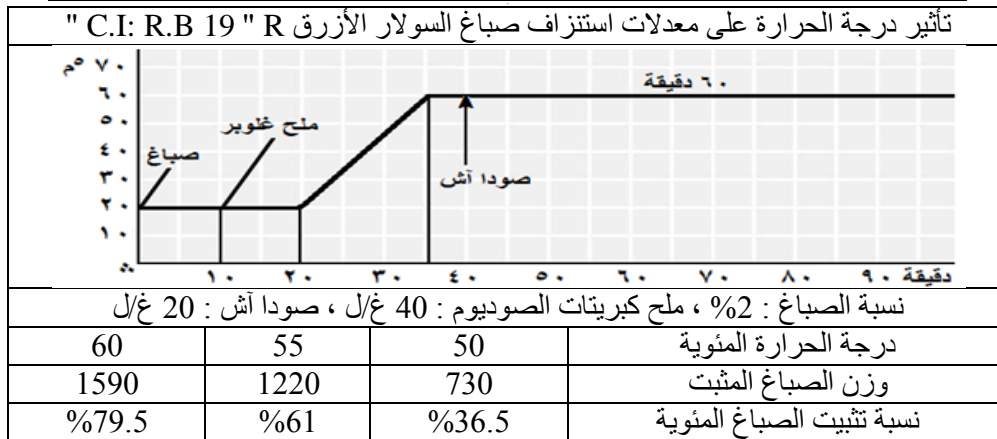 تأثير درجة الحرارة على معدلات استنزاف صباغ السولار الأزرق C.I: R.B 19 " R "
٧٠ °م
٦٠
٥٠
٤٠
٣٠
٢٠
١٠
صباغ
ملح غلوبر
٦٠ دقيقة
صودا آش
١٠ ٢٠ ٣٠ ٤٠ ٥٠ ٦٠ ٧٠ ٨٠ ٩٠ دقيقة
نسبة الصباغ : 2% ، ملح كبريتات الصوديوم : 40 غ/ل ، صودا آش : 20 غ/ل
درجة الحرارة المئوية 50 55 60
وزن الصباغ المثبت 730 1220 1590
نسبة تثبيت الصباغ المئوية %36.5 %61 %79.5